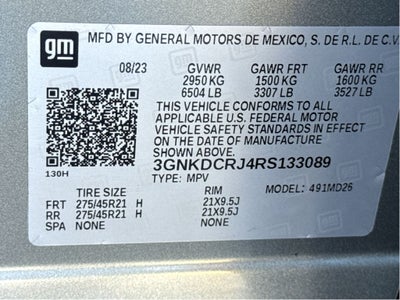 gm MFD BY GENERAL MOTORS DE MEXICO, S. DE R.L. DE C.V
08/23 GVWR GAWR FRT GAWR RR
2950 KG 1500 KG 1600 KG
6504 LB 3307 LB 3527 LB
THIS VEHICLE CONFORMS TO ALL
APPLICABLE U.S. FEDERAL MOTOR
VEHICLE SAFETY STANDARDS IN EFFECT
ON THE DATE OF MANUFACTURE
SHOWN ABOVE.
130H 3GNKDCRJ4RS133089
TYPE: MPV MODEL: 491MD26
TIRE SIZE RIM
FRT 275/45R21 H 21X9.5J
RR 275/45R21 H 21X9.5J
SPA NONE NONE